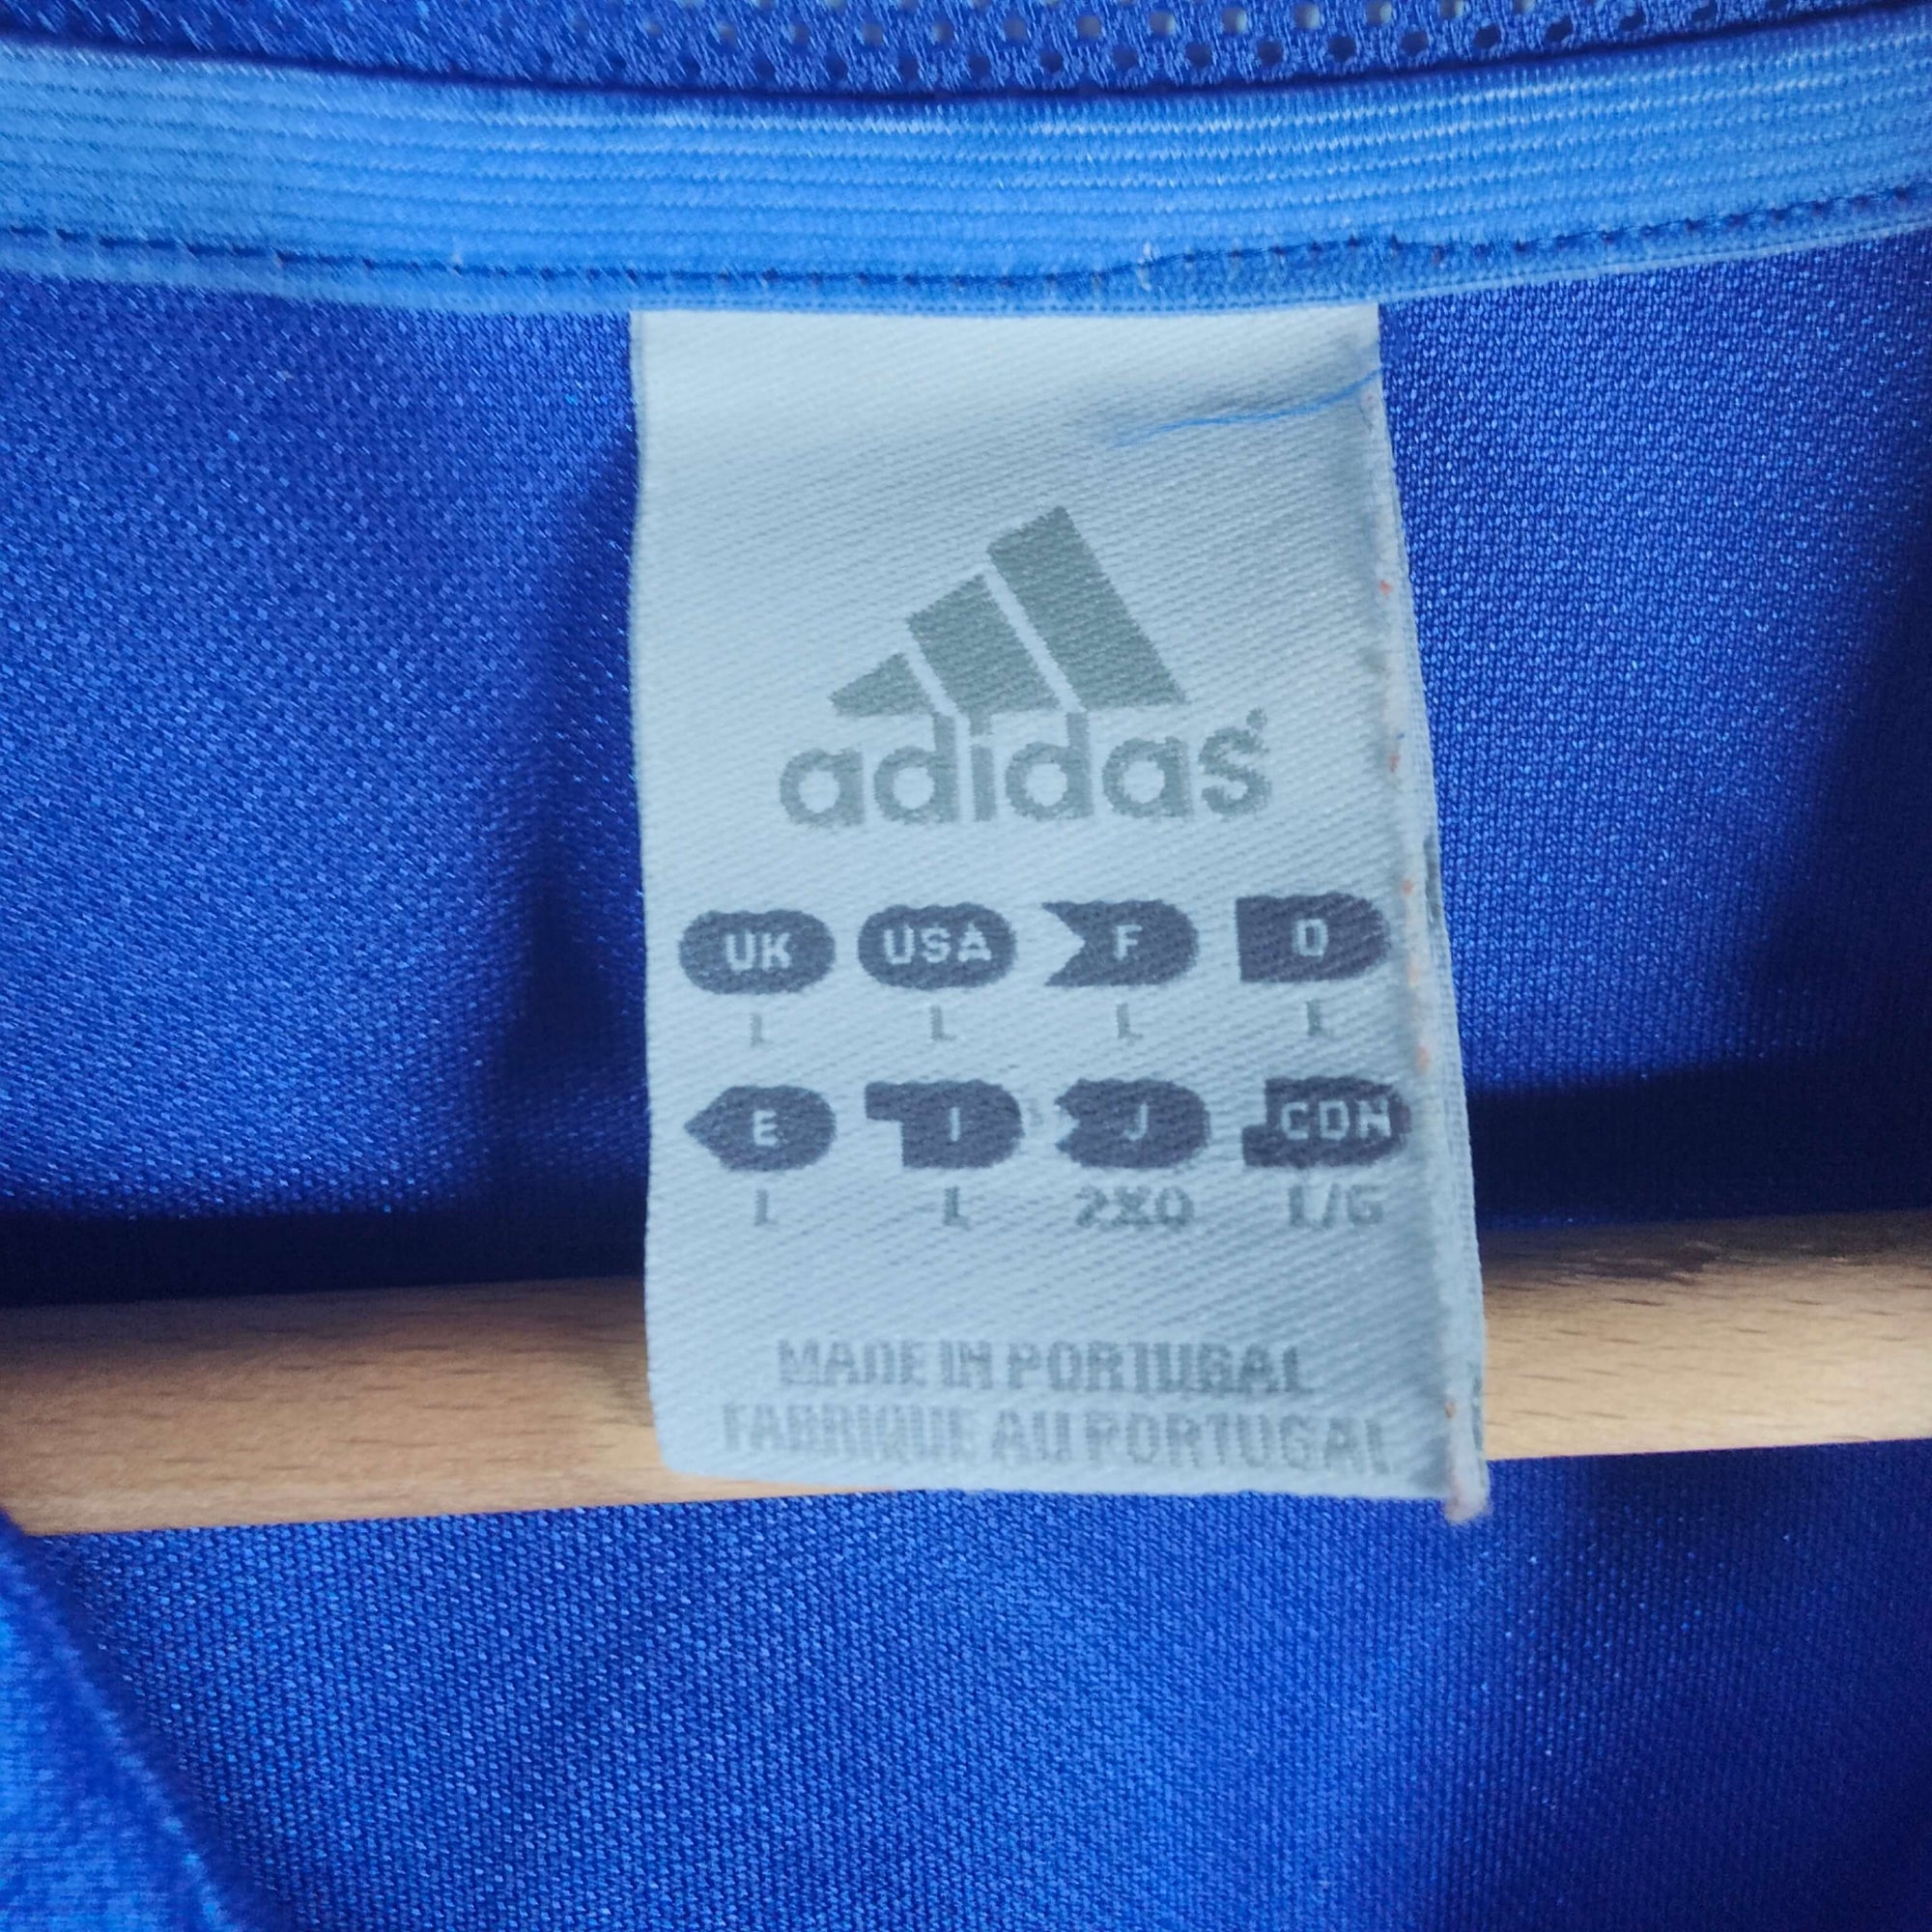 adidas
UK USA F D
L L L L
E I J CDN
L L 2XO L/G
MADE IN PORTUGAL
FABRIQUE AU PORTUGAL